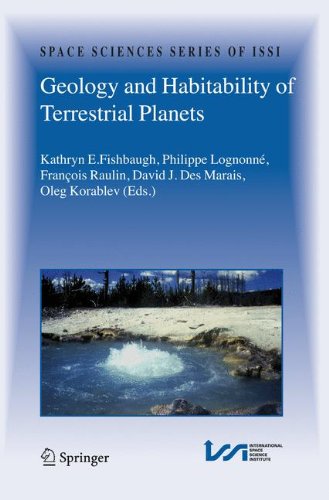 SPACE SCIENCES SERIES OF ISSI
Geology and Habitability of
Terrestrial Planets
Kathryn E.Fishbaugh, Philippe Lognonné,
François Raulin, David J. Des Marais,
Oleg Korablev (Eds.)
Springer
ISSI
INTERNATIONAL
SPACE
SCIENCE
INSTITUTE